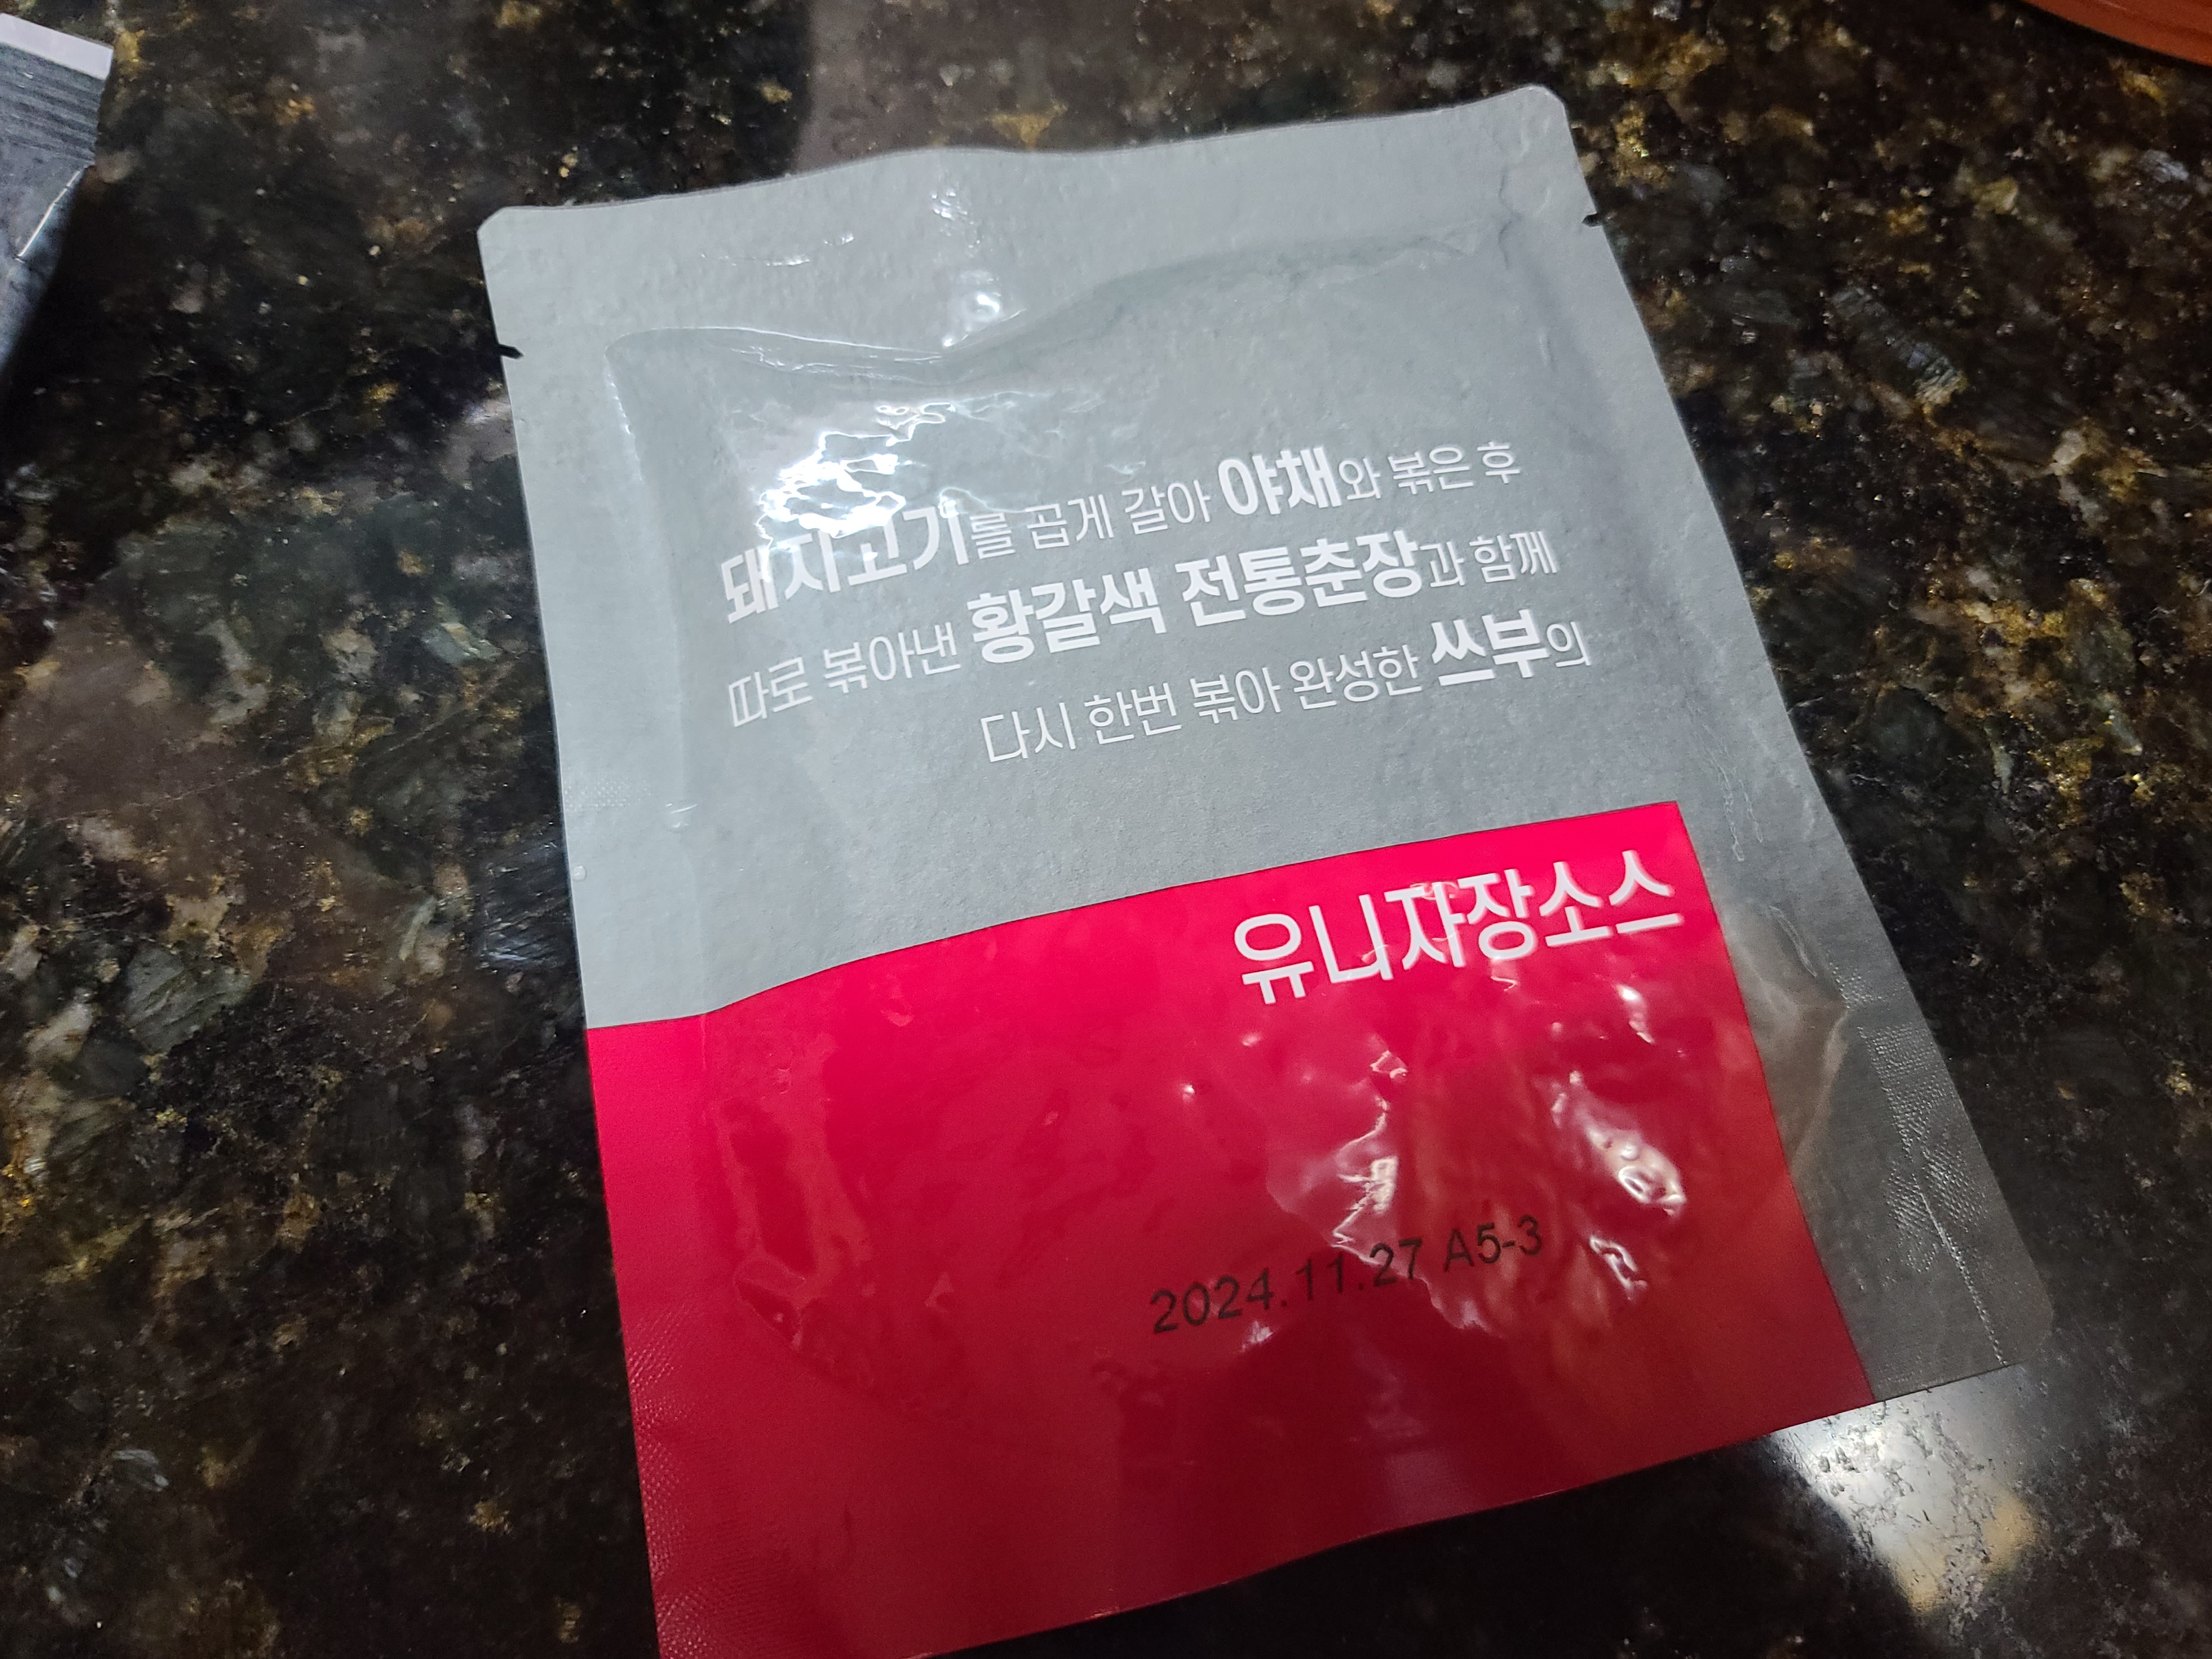 돼지고기를 곱게 갈아 야채와 볶은 후
따로 볶아낸 황갈색 전통춘장과 함께
다시 한번 볶아 완성한 쓰부의
유니쟈장소스
2024.11.27 A5-3